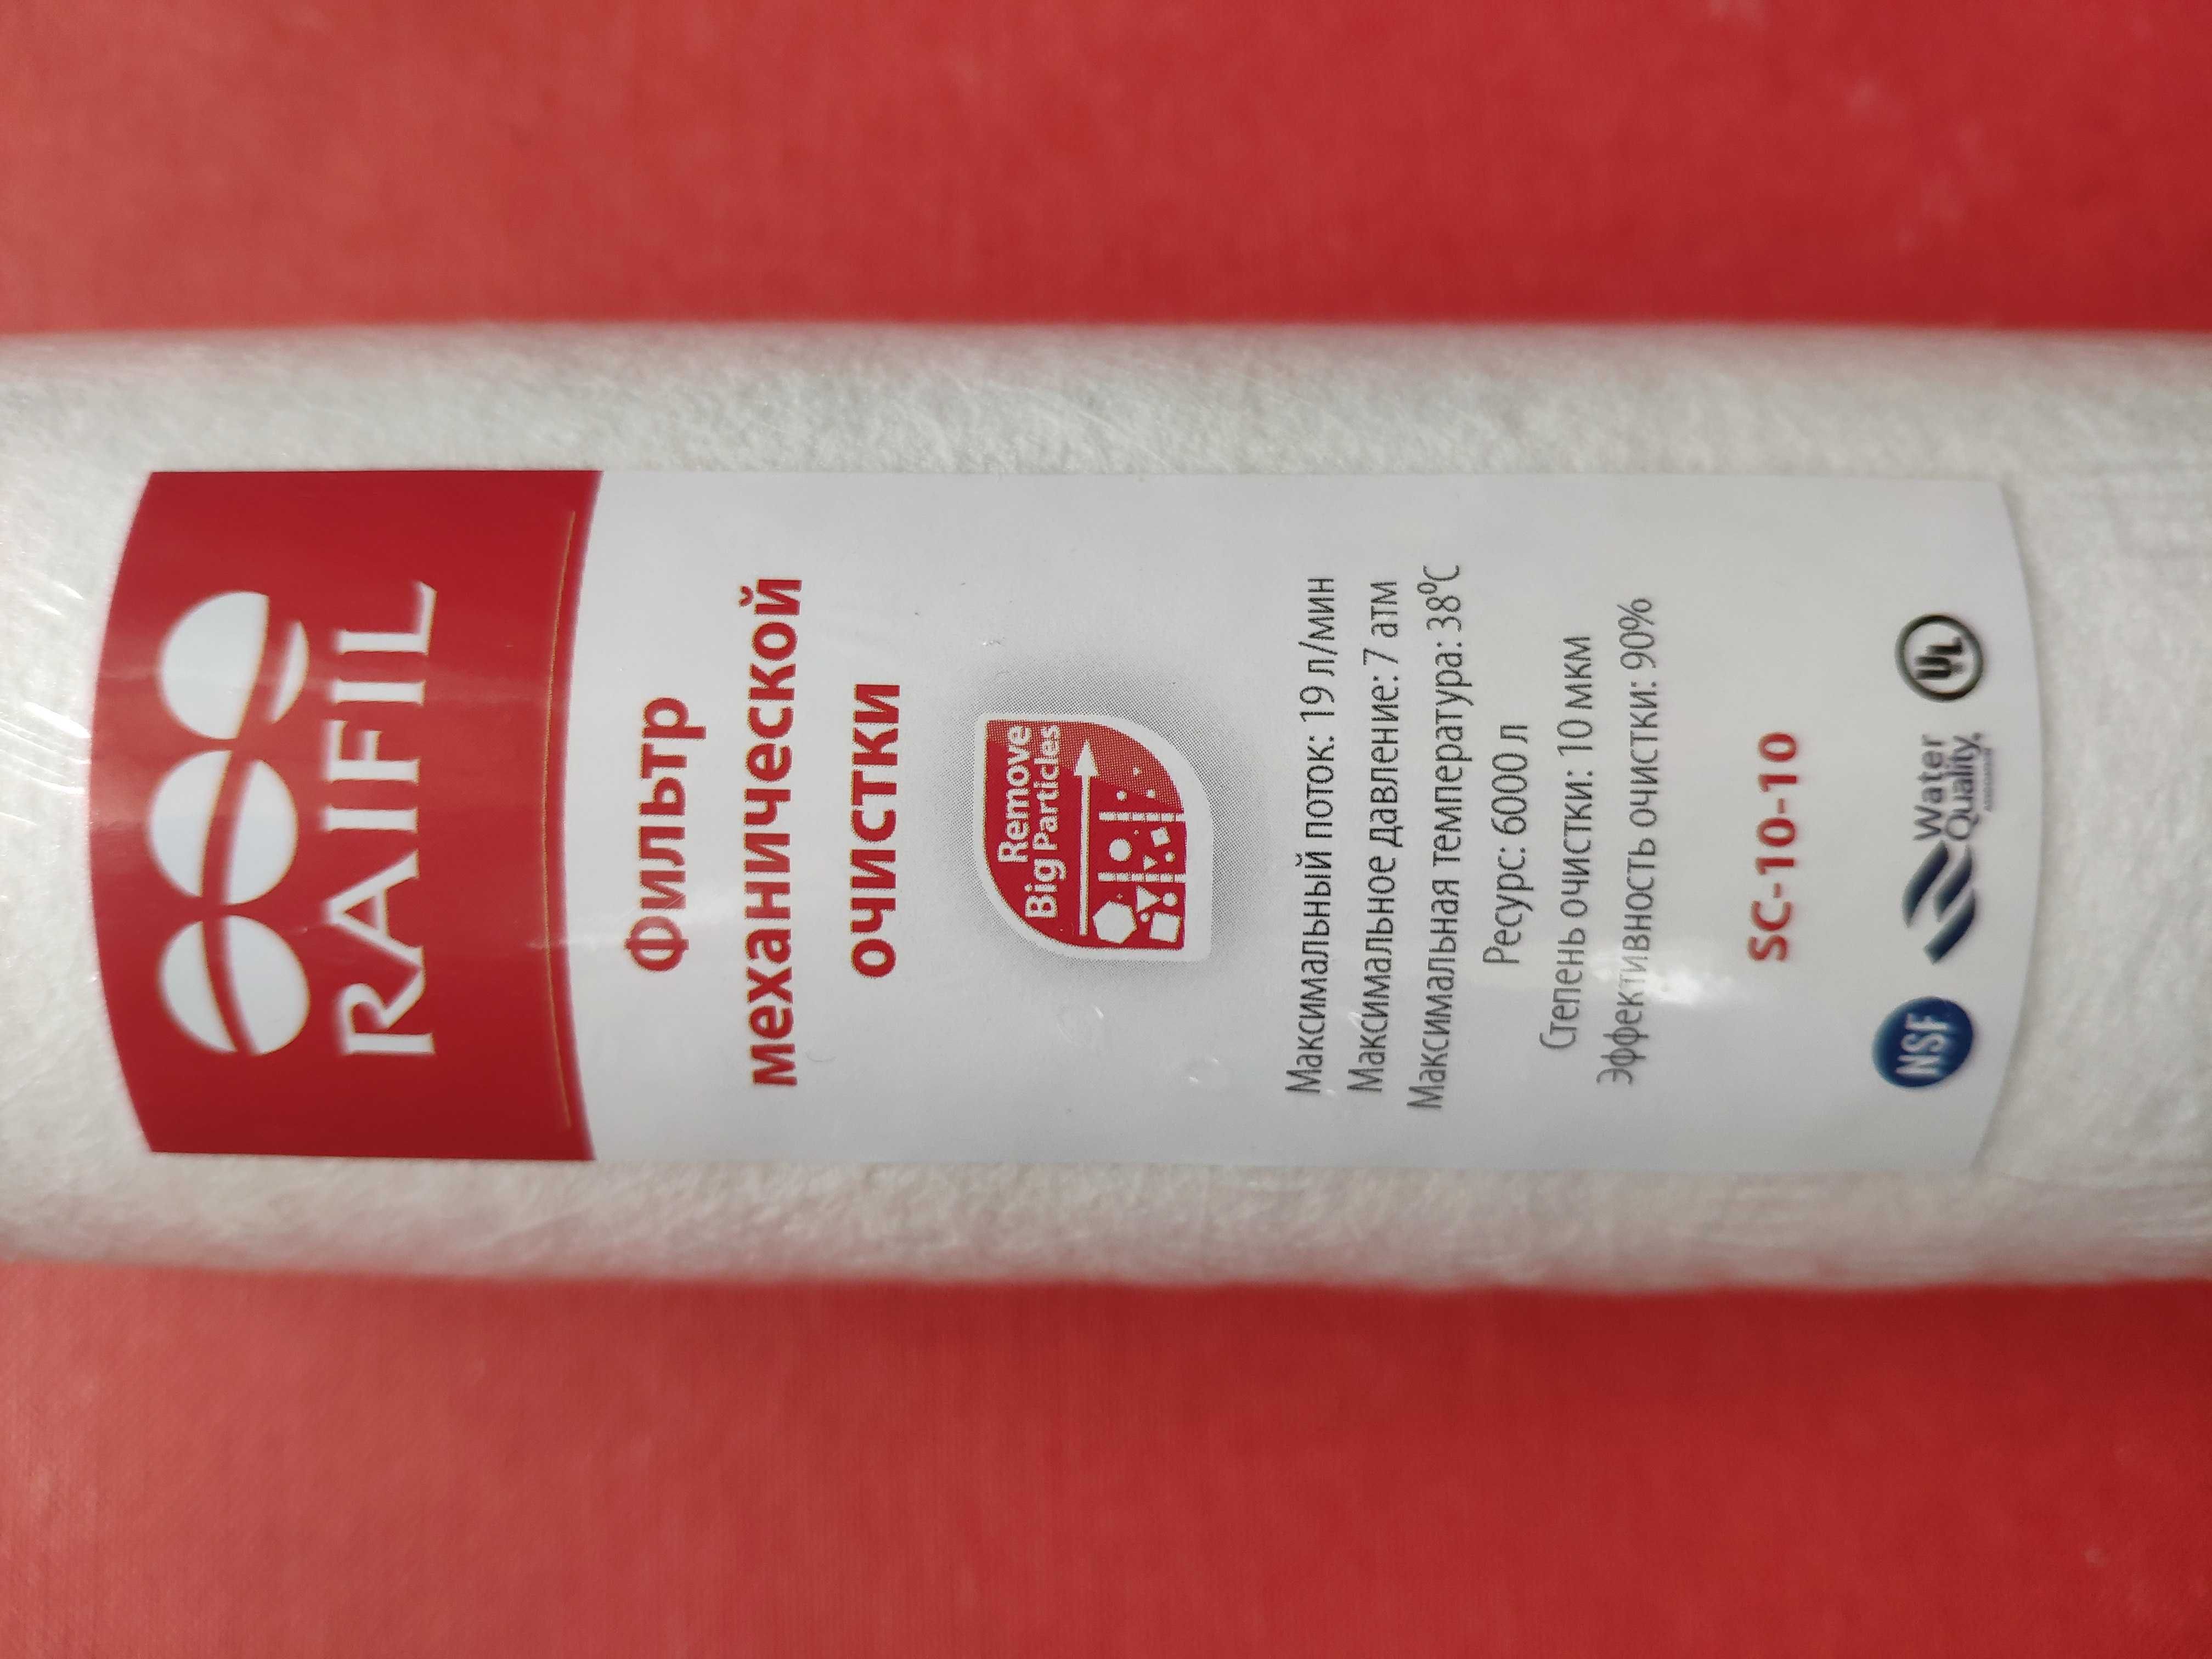 RAIFIL
Фильтр
механической
очистки
Remove
Big Particles
Максимальный поток: 19 л/мин
Максимальное давление: 7 атм
Максимальная температура: 38°C
Ресурс: 6000 л
Степень очистки: 10 мкм
Эффективность очистки: 90%
SC-10-10
NSF
Water
Quality
UL